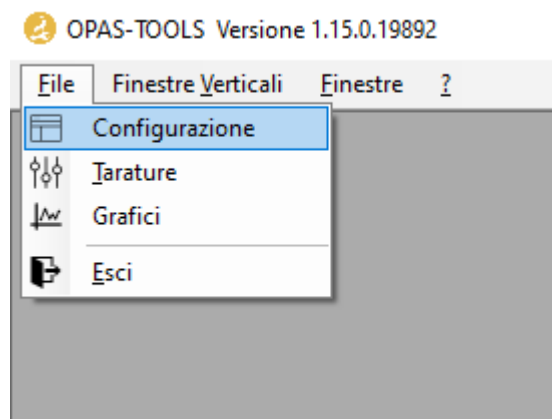 OPAS-TOOLS Versione 1.15.0.19892
File Finestre Verticali Finestre ?
Configurazione
Tarature
Grafici
Esci